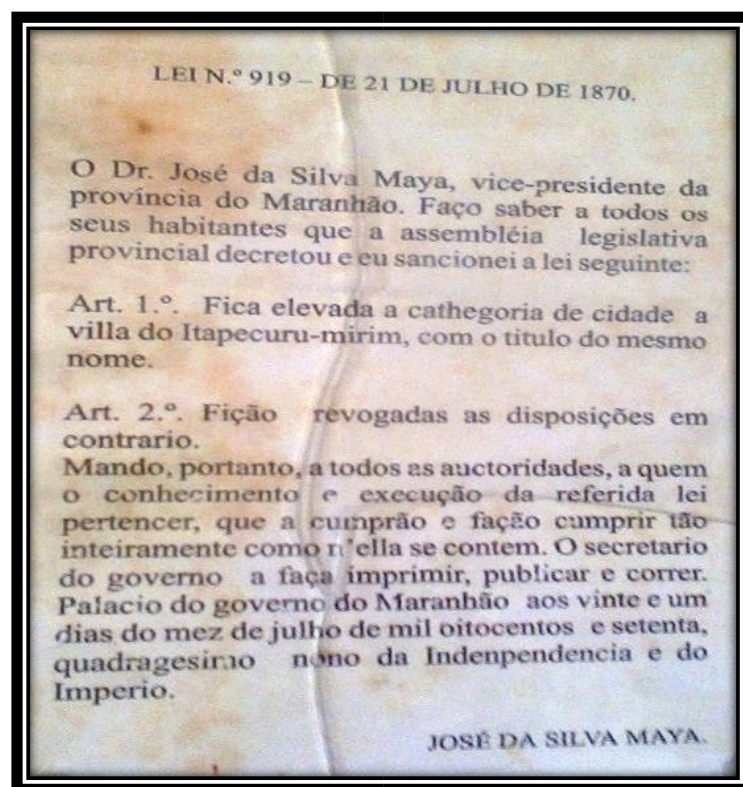 LEI N.º 919 – DE 21 DE JULHO DE 1870.
O Dr. José da Silva Maya, vice-presidente da
província do Maranhão. Faço saber a todos os
seus habitantes que a assembléia legislativa
provincial decretou e eu sancionei a lei seguinte:
Art. 1.º. Fica elevada a cathegoria de cidade a
villa do Itapecuru-mirim, com o titulo do mesmo
nome.
Art. 2.º. Fição revogadas as disposições em
contrario.
Mando, portanto, a todos as auctoridades, a quem
o conhecimento e execução da referida lei
pertencer, que a cumprão e fação cumprir tão
inteiramente como n'ella se contem. O secretario
do governo a faça imprimir, publicar e correr.
Palacio do governo do Maranhão aos vinte e um
dias do mez de julho de mil oitocentos e setenta,
quadragesimo nono da Indenpendencia e do
Imperio.
JOSÉ DA SILVA MAYA.